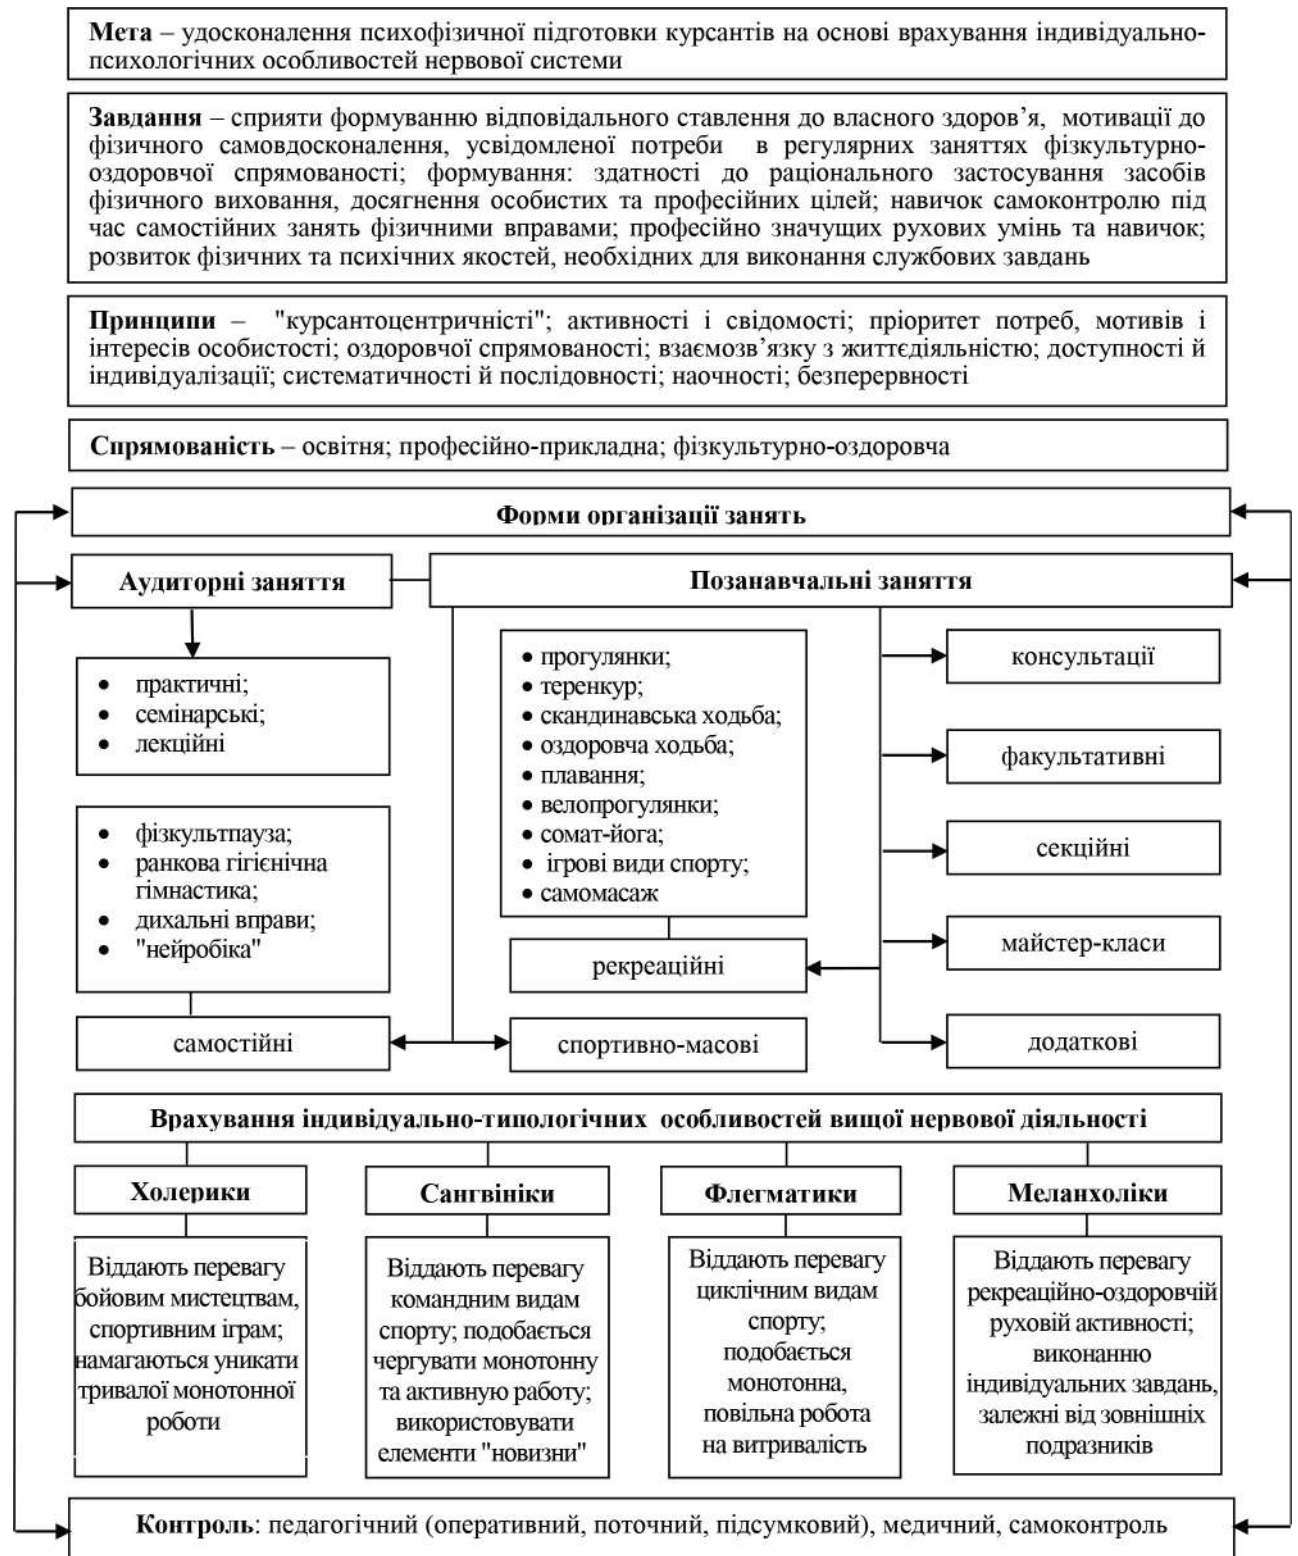 Мета – удосконалення психофізичної підготовки курсантів на основі врахування індивідуально-
психологічних особливостей нервової системи
Завдання – сприяти формуванню відповідального ставлення до власного здоров’я, мотивації до
фізичного самовдосконалення, усвідомленої потреби в регулярних заняттях фізкультурно-
оздоровчої спрямованості; формування: здатності до раціонального застосування засобів
фізичного виховання, досягнення особистих та професійних цілей; навичок самоконтролю під
час самостійних занять фізичними вправами; професійно значущих рухових умінь та навичок;
розвиток фізичних та психічних якостей, необхідних для виконання службових завдань
Принципи – "курсантоцентричністі"; активності і свідомості; пріоритет потреб, мотивів і
інтересів особистості; оздоровчої спрямованості; взаємозв’язку з життєдіяльністю; доступності й
індивідуалізації; систематичності й послідовності; наочності; безперервності
Спрямованість – освітня; професійно-прикладна; фізкультурно-оздоровча
Форми організації занять
Аудиторні заняття
• практичні;
• семінарські;
• лекційні
• фізкультпауза;
• ранкова гігієнічна
гімнастика;
• дихальні вправи;
• "нейробіка"
самостійні
Позанавчальні заняття
• прогулянки;
• теренкур;
• скандинавська ходьба;
• оздоровча ходьба;
• плавання;
• велопрогулянки;
• сомат-йога;
• ігрові види спорту;
• самомасаж
рекреаційні
спортивно-масові
консультації
факультативні
секційні
майстер-класи
додаткові
Врахування індивідуально-типологічних особливостей вищої нервової діяльності
Холерики
Віддають перевагу
бойовим мистецтвам,
спортивним іграм;
намагаються уникати
тривалої монотонної
роботи
Сангвініки
Віддають перевагу
командним видам
спорту; подобається
чергувати монотонну
та активную работу;
використовувати
елементи "новизни"
Флегматики
Віддають перевагу
циклічним видам
спорту;
подобається
монотонна,
повільна робота
на витривалість
Меланхоліки
Віддають перевагу
рекреаційно-оздоровчій
руховій активності;
виконанню
індивідуальних завдань,
залежні від зовнішніх
подразників
Контроль: педагогічний (оперативний, поточний, підсумковий), медичний, самоконтроль